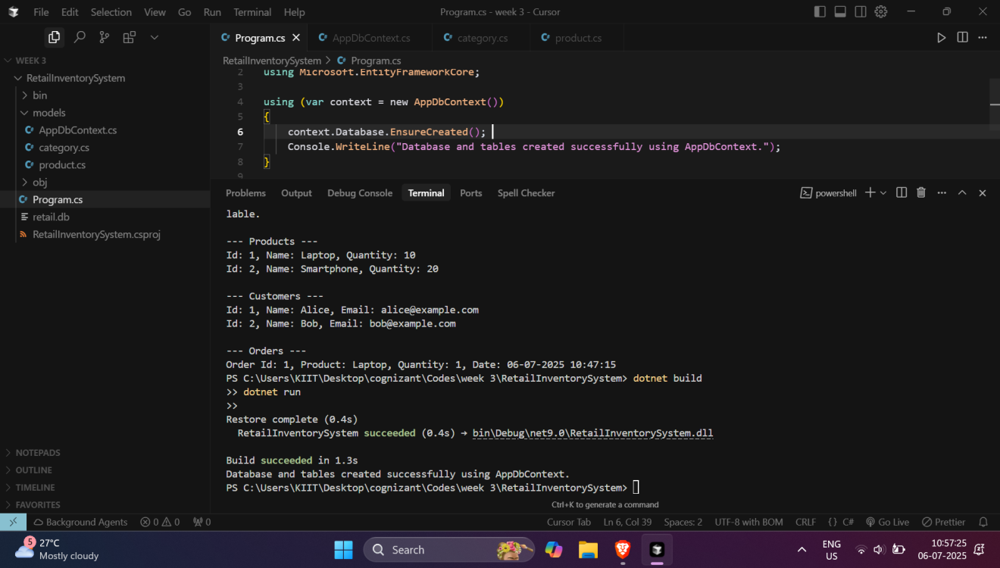 File Edit Selection View Go Run Terminal Help
Program.cs - week 3 - Cursor
Program.cs
AppDbContext.cs
category.cs
product.cs
WEEK 3
RetailInventorySystem
bin
models
AppDbContext.cs
category.cs
product.cs
obj
Program.cs
retail.db
RetailInventorySystem.csproj
NOTEPADS
OUTLINE
TIMELINE
FAVORITES
RetailInventorySystem > Program.cs
2 using Microsoft.EntityFrameworkCore;
3
4 using (var context = new AppDbContext())
5 {
6 context.Database.EnsureCreated();
7 Console.WriteLine("Database and tables created successfully using AppDbContext.");
8 }
9
Problems Output Debug Console Terminal Ports Spell Checker
powershell
lable.
--- Products ---
Id: 1, Name: Laptop, Quantity: 10
Id: 2, Name: Smartphone, Quantity: 20
--- Customers ---
Id: 1, Name: Alice, Email: alice@example.com
Id: 2, Name: Bob, Email: bob@example.com
--- Orders ---
Order Id: 1, Product: Laptop, Quantity: 1, Date: 06-07-2025 10:47:15
PS C:\Users\KIIT\Desktop\cognizant\Codes\week 3\RetailInventorySystem> dotnet build
>> dotnet run
>>
Restore complete (0.4s)
RetailInventorySystem succeeded (0.4s) → bin\Debug\net9.0\RetailInventorySystem.dll
Build succeeded in 1.3s
Database and tables created successfully using AppDbContext.
PS C:\Users\KIIT\Desktop\cognizant\Codes\week 3\RetailInventorySystem>
Ctrl+K to generate a command
Background Agents 0 0 0
Cursor Tab Ln 6, Col 39 Spaces: 2 UTF-8 with BOM CRLF {} C# Go Live Prettier
5
27°C
Mostly cloudy
Search
ENG
US
10:57:25
06-07-2025